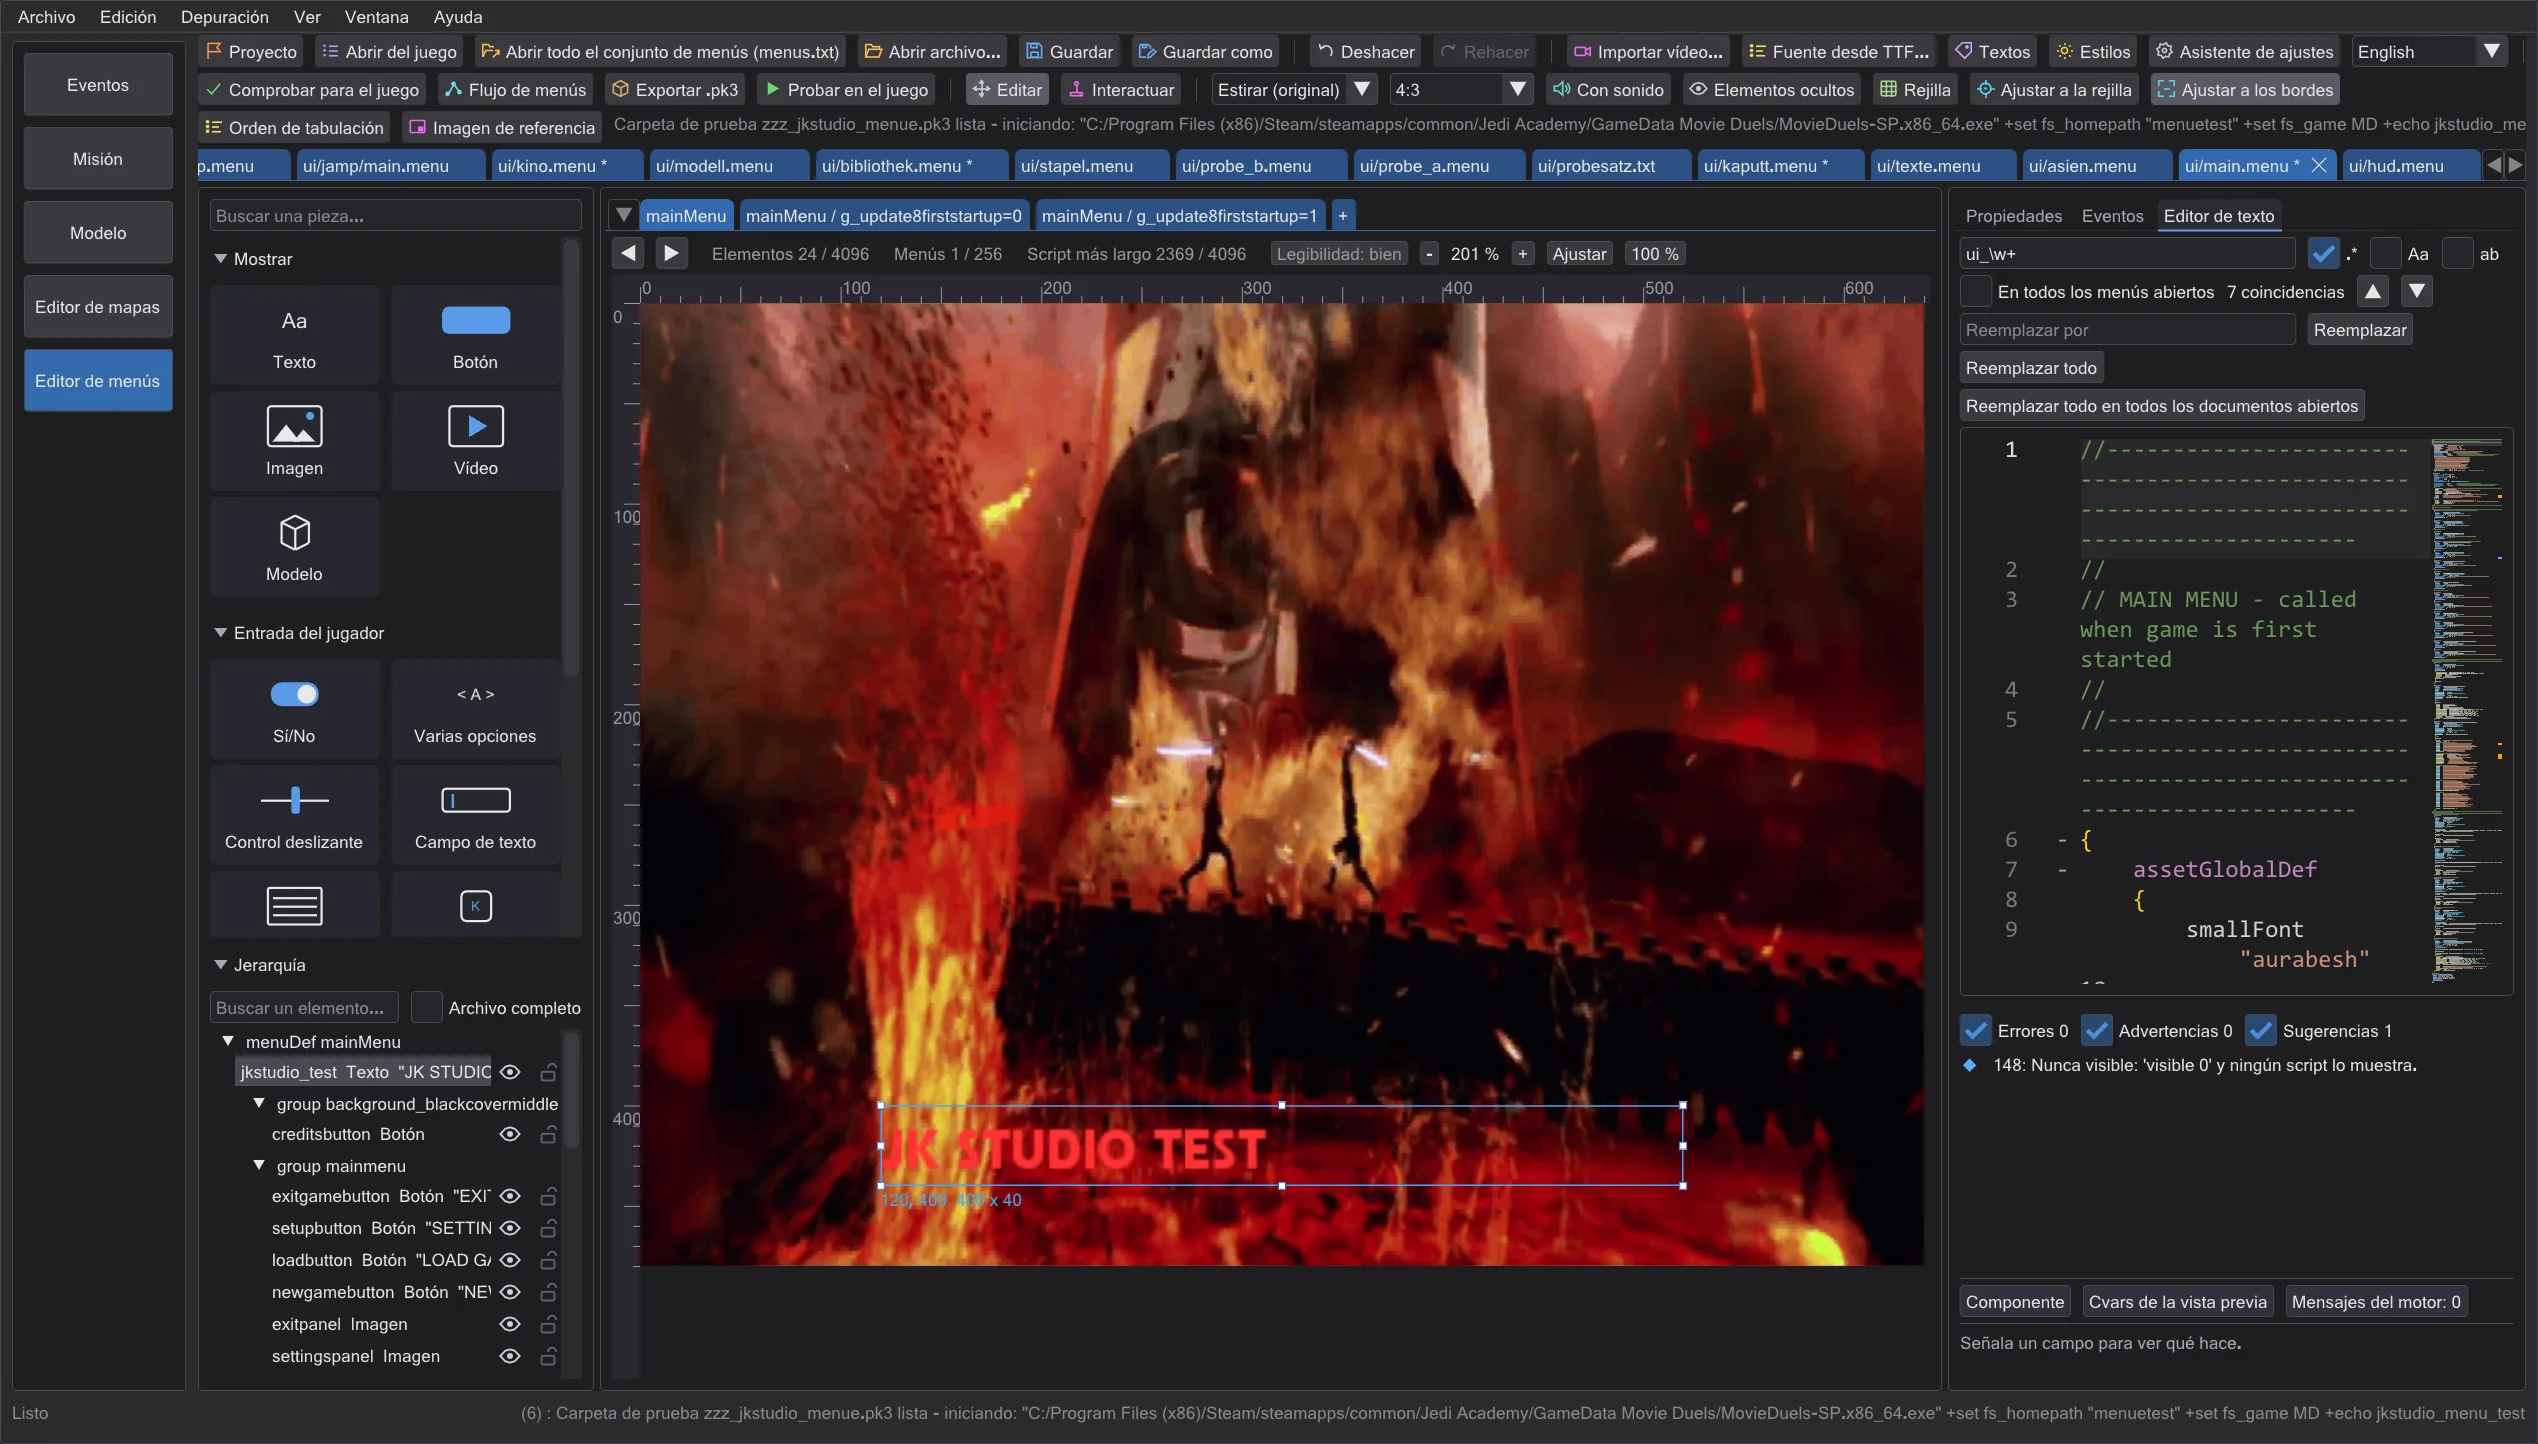 Archivo Edición Depuración Ver Ventana Ayuda
Proyecto Abrir del juego Abrir todo el conjunto de menús (menus.txt) Abrir archivo... Guardar Guardar como Deshacer Rehacer Importar vídeo... Fuente desde TTF... Textos Estilos Asistente de ajustes English
Comprobar para el juego Flujo de menús Exportar .pk3 Probar en el juego Editar Interactuar Estirar (original) 4:3 Con sonido Elementos ocultos Rejilla Ajustar a la rejilla Ajustar a los bordes
Orden de tabulación Imagen de referencia Carpeta de prueba zzz_jkstudio_menue.pk3 lista - iniciando: "C:/Program Files (x86)/Steam/steamapps/common/Jedi Academy/GameData Movie Duels/MovieDuels-SP.x86_64.exe" +set fs_homepath "menuetest" +set fs_game MD +echo jkstudio_me
p.menu ui/jamp/main.menu ui/kino.menu * ui/modell.menu ui/bibliothek.menu * ui/stapel.menu ui/probe_b.menu ui/probe_a.menu ui/probesatz.txt ui/kaputt.menu * ui/texte.menu ui/asien.menu ui/main.menu * ui/hud.menu
Eventos
Misión
Modelo
Editor de mapas
Editor de menús
Buscar una pieza...
Mostrar
Aa
Texto Botón
Imagen Vídeo
Modelo
Entrada del jugador
< A >
Sí/No Varias opciones
Control deslizante Campo de texto
K
Jerarquía
Buscar un elemento... Archivo completo
menuDef mainMenu
jkstudio_test Texto "JK STUDIO
group background_blackcovermiddle
creditsbutton Botón
group mainmenu
exitgamebutton Botón "EXIT
setupbutton Botón "SETTIN
loadbutton Botón "LOAD GA
newgamebutton Botón "NEW
exitpanel Imagen
settingspanel Imagen
mainMenu mainMenu / g_update8firststartup=0 mainMenu / g_update8firststartup=1 +
Elementos 24 / 4096 Menús 1 / 256 Script más largo 2369 / 4096 Legibilidad: bien - 201 % + Ajustar 100 %
0 100 200 300 400 500 600
0
100
200
300
400
JK STUDIO TEST
120, 400 400 x 40
Propiedades Eventos Editor de texto
ui_\w+ .* Aa ab
En todos los menús abiertos 7 coincidencias
Reemplazar por Reemplazar
Reemplazar todo
Reemplazar todo en todos los documentos abiertos
1 //-------------------------
-------------------------
-------------------------
---------------------
2 //
3 // MAIN MENU - called
when game is first
started
4 //
5 //-------------------------
-------------------------
-------------------------
---------------------
6 - {
7 - assetGlobalDef
8 {
9 smallFont
"aurabesh"
Errores 0 Advertencias 0 Sugerencias 1
148: Nunca visible: 'visible 0' y ningún script lo muestra.
Componente Cvars de la vista previa Mensajes del motor: 0
Señala un campo para ver qué hace.
Listo (6) : Carpeta de prueba zzz_jkstudio_menue.pk3 lista - iniciando: "C:/Program Files (x86)/Steam/steamapps/common/Jedi Academy/GameData Movie Duels/MovieDuels-SP.x86_64.exe" +set fs_homepath "menuetest" +set fs_game MD +echo jkstudio_menu_test